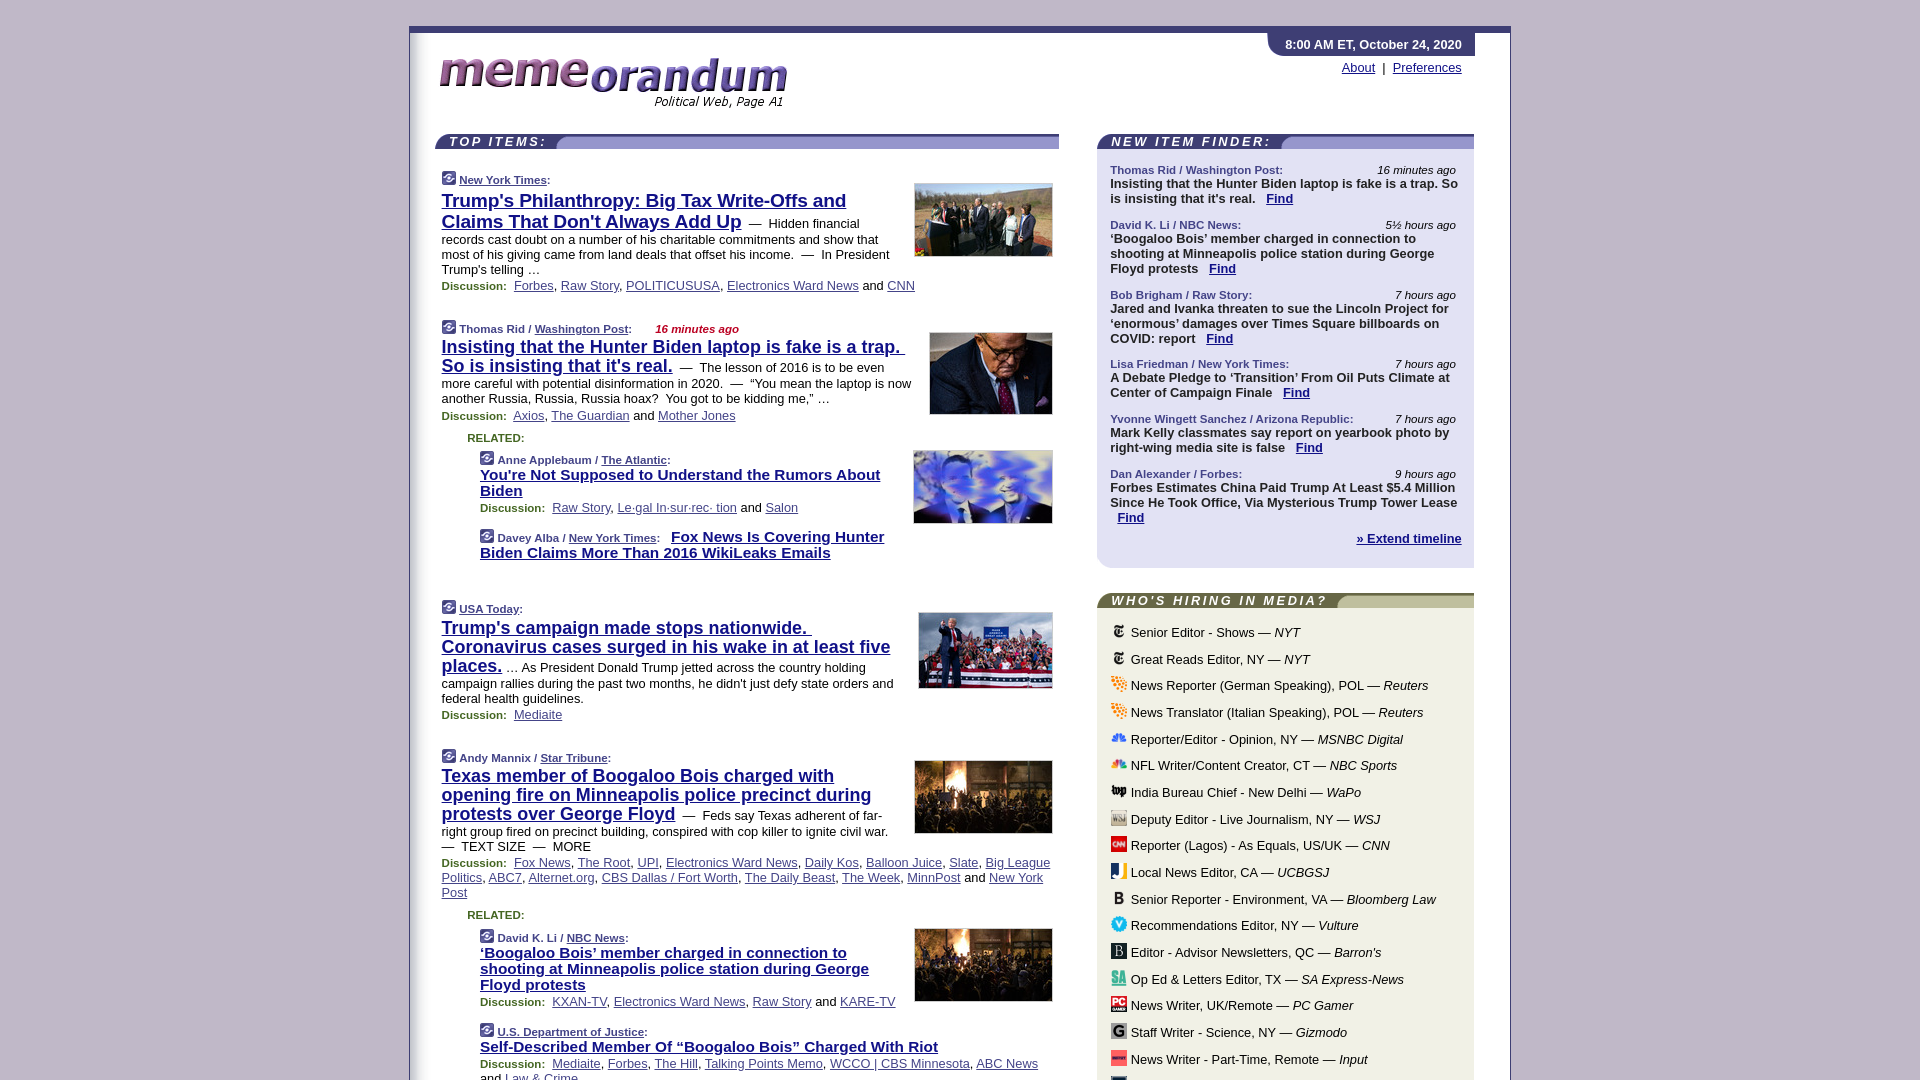 8:00 AM ET, October 24, 2020
memeorandum
Political Web, Page A1
About | Preferences
TOP ITEMS:
New York Times:
Trump's Philanthropy: Big Tax Write-Offs and
Claims That Don't Always Add Up — Hidden financial
records cast doubt on a number of his charitable commitments and show that
most of his giving came from land deals that offset his income. — In President
Trump's telling …
Discussion: Forbes, Raw Story, POLITICUSUSA, Electronics Ward News and CNN
Thomas Rid / Washington Post: 16 minutes ago
Insisting that the Hunter Biden laptop is fake is a trap.
So is insisting that it's real. — The lesson of 2016 is to be even
more careful with potential disinformation in 2020. — “You mean the laptop is now
another Russia, Russia, Russia hoax? You got to be kidding me,” …
Discussion: Axios, The Guardian and Mother Jones
RELATED:
Anne Applebaum / The Atlantic:
You're Not Supposed to Understand the Rumors About
Biden
Discussion: Raw Story, Le·gal In·sur·rec· tion and Salon
Davey Alba / New York Times: Fox News Is Covering Hunter
Biden Claims More Than 2016 WikiLeaks Emails
USA Today:
Trump's campaign made stops nationwide.
Coronavirus cases surged in his wake in at least five
places. … As President Donald Trump jetted across the country holding
campaign rallies during the past two months, he didn't just defy state orders and
federal health guidelines.
Discussion: Mediaite
Andy Mannix / Star Tribune:
Texas member of Boogaloo Bois charged with
opening fire on Minneapolis police precinct during
protests over George Floyd — Feds say Texas adherent of far-
right group fired on precinct building, conspired with cop killer to ignite civil war.
— TEXT SIZE — MORE
Discussion: Fox News, The Root, UPI, Electronics Ward News, Daily Kos, Balloon Juice, Slate, Big League
Politics, ABC7, Alternet.org, CBS Dallas / Fort Worth, The Daily Beast, The Week, MinnPost and New York
Post
RELATED:
David K. Li / NBC News:
‘Boogaloo Bois’ member charged in connection to
shooting at Minneapolis police station during George
Floyd protests
Discussion: KXAN-TV, Electronics Ward News, Raw Story and KARE-TV
U.S. Department of Justice:
Self-Described Member Of “Boogaloo Bois” Charged With Riot
Discussion: Mediaite, Forbes, The Hill, Talking Points Memo, WCCO | CBS Minnesota, ABC News
and Law & Crime
NEW ITEM FINDER:
Thomas Rid / Washington Post: 16 minutes ago
Insisting that the Hunter Biden laptop is fake is a trap. So
is insisting that it's real. Find
David K. Li / NBC News: 5½ hours ago
‘Boogaloo Bois’ member charged in connection to
shooting at Minneapolis police station during George
Floyd protests Find
Bob Brigham / Raw Story: 7 hours ago
Jared and Ivanka threaten to sue the Lincoln Project for
‘enormous’ damages over Times Square billboards on
COVID: report Find
Lisa Friedman / New York Times: 7 hours ago
A Debate Pledge to ‘Transition’ From Oil Puts Climate at
Center of Campaign Finale Find
Yvonne Wingett Sanchez / Arizona Republic: 7 hours ago
Mark Kelly classmates say report on yearbook photo by
right-wing media site is false Find
Dan Alexander / Forbes: 9 hours ago
Forbes Estimates China Paid Trump At Least $5.4 Million
Since He Took Office, Via Mysterious Trump Tower Lease
Find
» Extend timeline
WHO'S HIRING IN MEDIA?
Senior Editor - Shows — NYT
Great Reads Editor, NY — NYT
News Reporter (German Speaking), POL — Reuters
News Translator (Italian Speaking), POL — Reuters
Reporter/Editor - Opinion, NY — MSNBC Digital
NFL Writer/Content Creator, CT — NBC Sports
wp India Bureau Chief - New Delhi — WaPo
WSJ Deputy Editor - Live Journalism, NY — WSJ
CNN Reporter (Lagos) - As Equals, US/UK — CNN
Local News Editor, CA — UCBGSJ
B Senior Reporter - Environment, VA — Bloomberg Law
Recommendations Editor, NY — Vulture
B Editor - Advisor Newsletters, QC — Barron's
SA Op Ed & Letters Editor, TX — SA Express-News
PC GAMER News Writer, UK/Remote — PC Gamer
G Staff Writer - Science, NY — Gizmodo
News Writer - Part-Time, Remote — Input